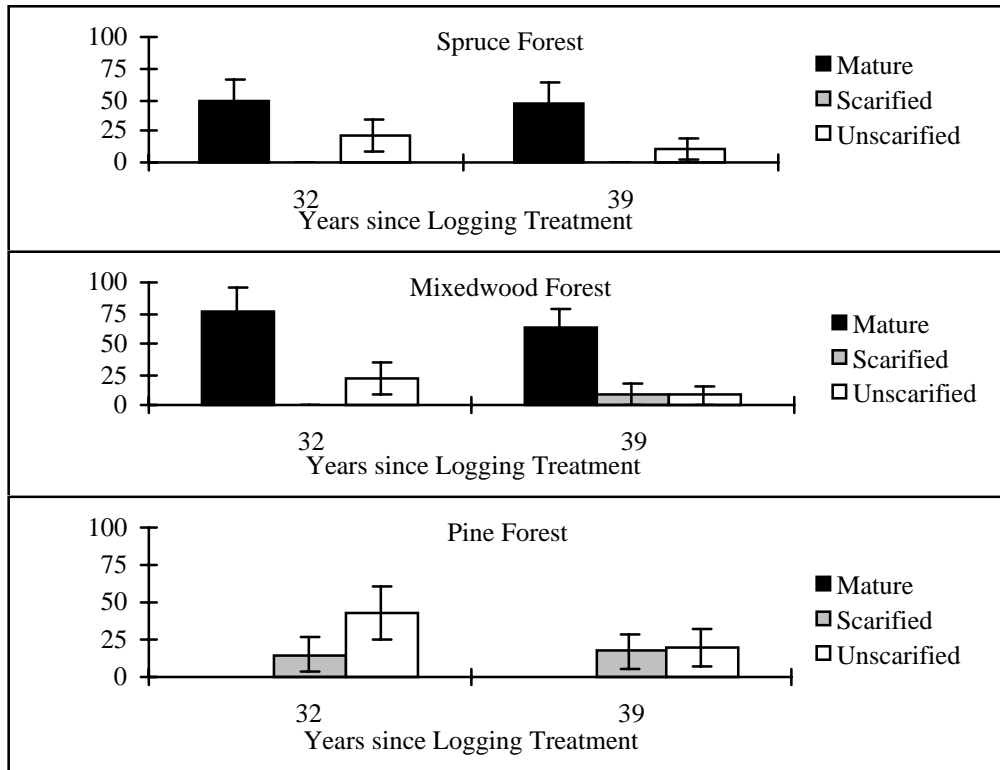 Spruce Forest
100
75
50
25
0
32
39
Years since Logging Treatment
Mature
Scarified
Unscarified
Mixedwood Forest
100
75
50
25
0
32
39
Years since Logging Treatment
Mature
Scarified
Unscarified
Pine Forest
100
75
50
25
0
32
39
Years since Logging Treatment
Mature
Scarified
Unscarified